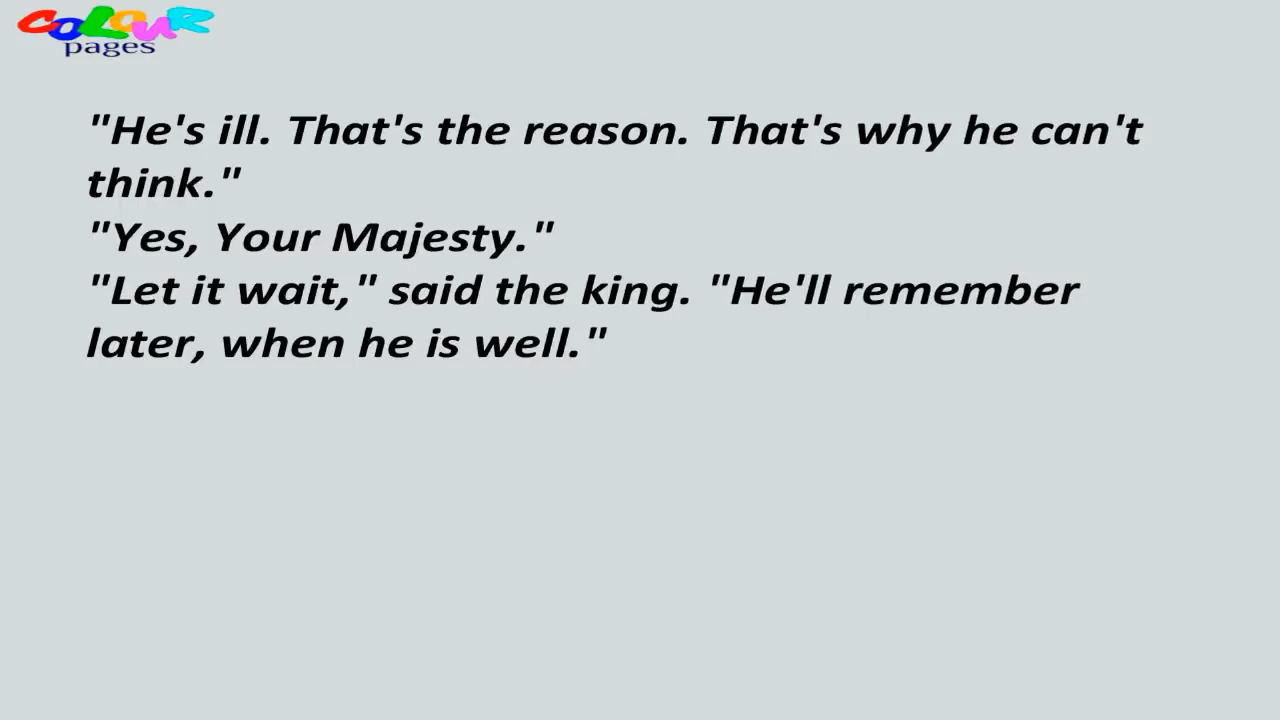 COLOUR
pages
"He's ill. That's the reason. That's why he can't
think."
"Yes, Your Majesty."
"Let it wait," said the king. "He'll remember
later, when he is well."